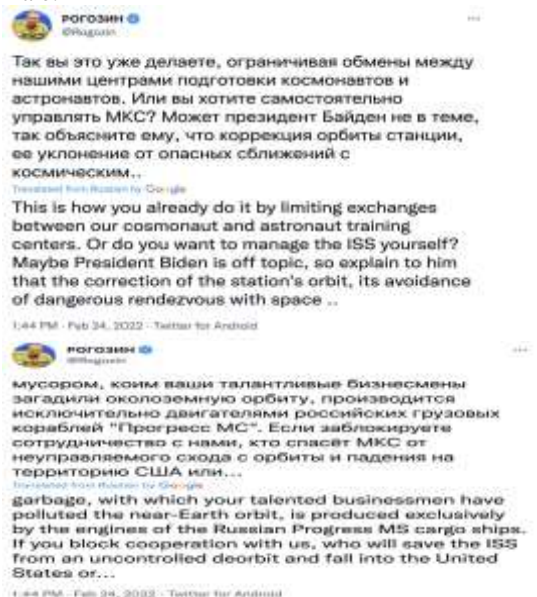 РОГОЗИН
@Rogozin
Так вы это уже делаете, ограничивая обмены между
нашими центрами подготовки космонавтов и
астронавтов. Или вы хотите самостоятельно
управлять МКС? Может президент Байден не в теме,
так объясните ему, что коррекция орбиты станции,
ее уклонение от опасных сближений с
космическим..
Translated from Russian by Google
This is how you already do it by limiting exchanges
between our cosmonaut and astronaut training
centers. Or do you want to manage the ISS yourself?
Maybe President Biden is off topic, so explain to him
that the correction of the station's orbit, its avoidance
of dangerous rendezvous with space ..
1:44 PM · Feb 24, 2022 · Twitter for Android
РОГОЗИН
@Rogozin
мусором, коим ваши талантливые бизнесмены
загадили околоземную орбиту, производится
исключительно двигателями российских грузовых
кораблей "Прогресс МС". Если заблокируете
сотрудничество с нами, кто спасёт МКС от
неуправляемого схода с орбиты и падения на
территорию США или...
Translated from Russian by Google
garbage, with which your talented businessmen have
polluted the near-Earth orbit, is produced exclusively
by the engines of the Russian Progress MS cargo ships.
If you block cooperation with us, who will save the ISS
from an uncontrolled deorbit and fall into the United
States or...
1:44 PM · Feb 24, 2022 · Twitter for Android